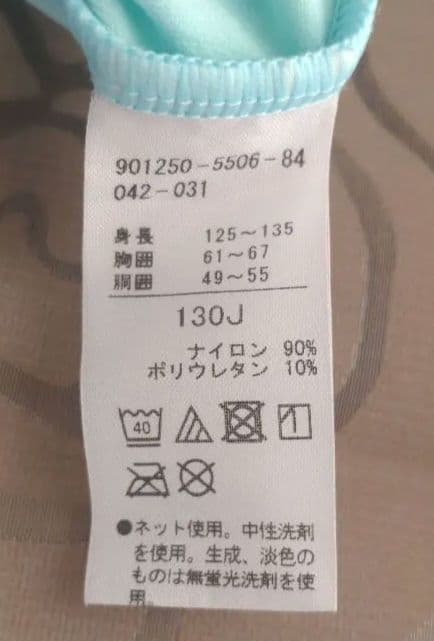 901250-5506-84
042-031
身長 125～135
胸囲 61～67
胴囲 49～55
130J
ナイロン 90%
ポリウレタン 10%
40
●ネット使用。中性洗剤
を使用。生成、淡色の
ものは無蛍光洗剤を使
用。